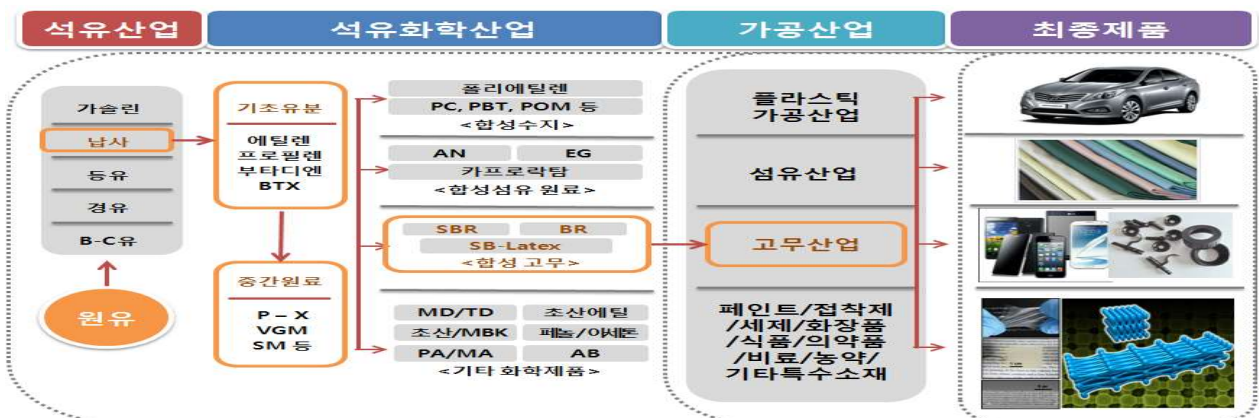 석유산업
석유화학산업
가공산업
최종제품
가솔린
납사
등유
경유
B-C유
원유
기초유분
에틸렌
프로필렌
부타디엔
BTX
중간원료
P – X
VGM
SM 등
폴리에틸렌
PC, PBT, POM 등
<합성수지>
AN EG
카프로락탐
<합성섬유 원료>
SBR BR
SB-Latex
<합성 고무>
MD/TD 초산에틸
초산/MBK 페놀/아세톤
PA/MA AB
<기타 화학제품>
플라스틱
가공산업
섬유산업
고무산업
페인트/접착제
/세제/화장품
/식품/의약품
/비료/농약/
기타특수소재